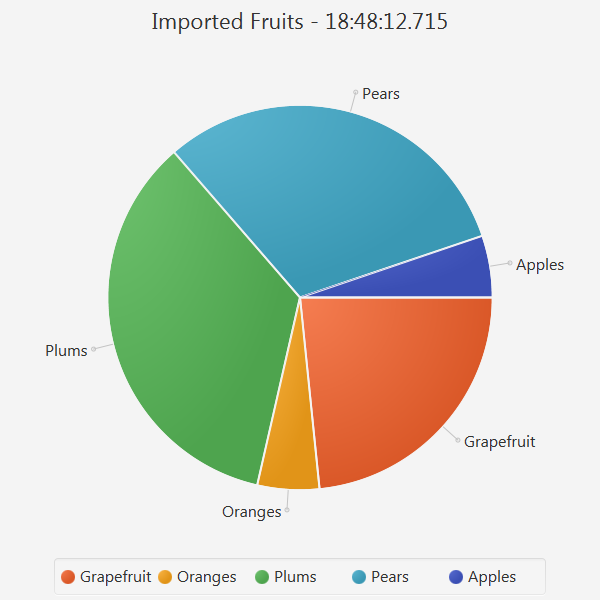 Imported Fruits - 18:48:12.715
Pears
Apples
Plums
Grapefruit
Oranges
Grapefruit Oranges Plums Pears Apples